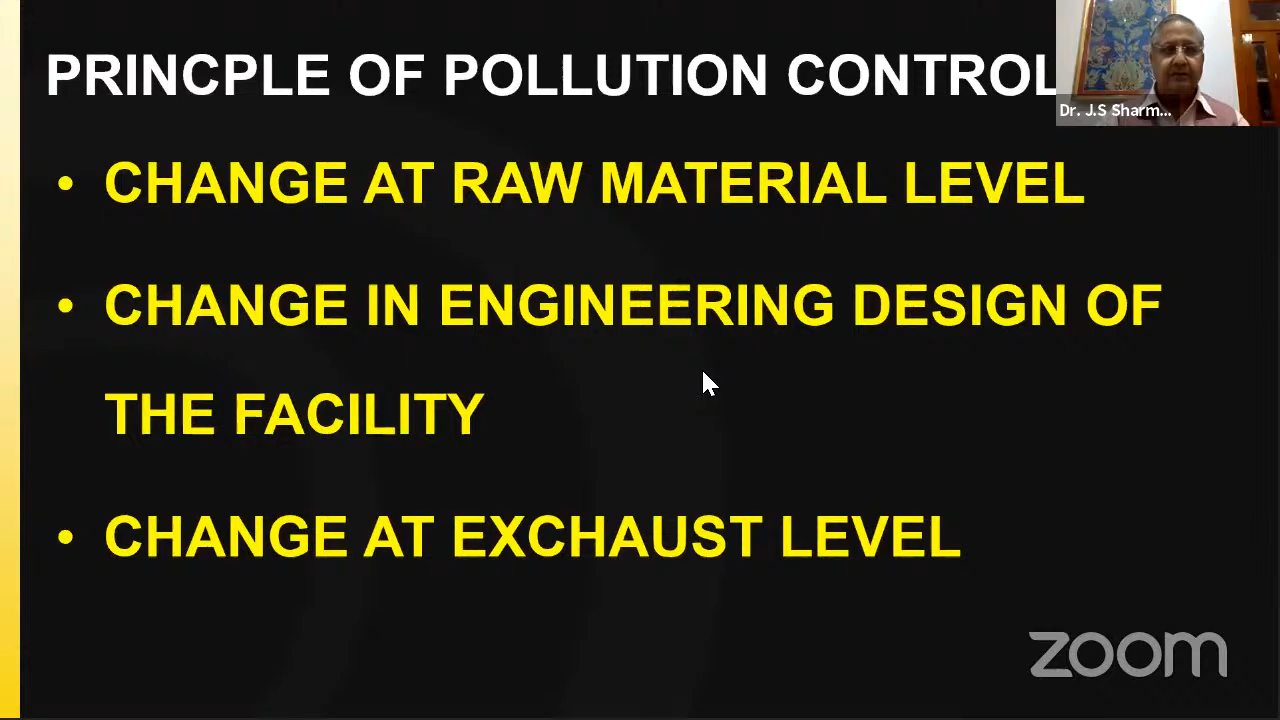 PRINCPLE OF POLLUTION CONTROL
Dr. J.S Sharm...
• CHANGE AT RAW MATERIAL LEVEL
• CHANGE IN ENGINEERING DESIGN OF
THE FACILITY
• CHANGE AT EXCHAUST LEVEL
zoom